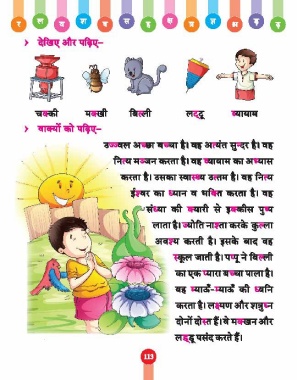 र ल व श ष स ह क्ष त्र ज्ञ श्र ड़ ढ़
देखिए और पढ़िए-
चक्की मक्खी बिल्ली लट्टू व्यायाम
वाक्यों को पढ़िए-
उज्ज्वल अच्छा बच्चा है। वह अत्यंत सुन्दर है। वह
नित्य मञ्जन करता है। वह व्यायाम का अभ्यास
करता है। उसका स्वास्थ्य उत्तम है। वह नित्य
ईश्वर का ध्यान व भक्ति करता है। वह
संध्या की क्यारी से इक्कीस पुष्प
लाता है। ज्योति नाश्ता करके कुल्ला
अवश्य करती है। इसके बाद वह
स्कूल जाती है। पप्पू ने बिल्ली
का एक प्यारा बच्चा पाला है।
वह म्याऊँ-म्याऊँ की ध्वनि
करता है। लक्ष्मण और शत्रुघ्न
दोनों दोस्त हैं। वे मक्खन और
लड्डू पसंद करते हैं।
113